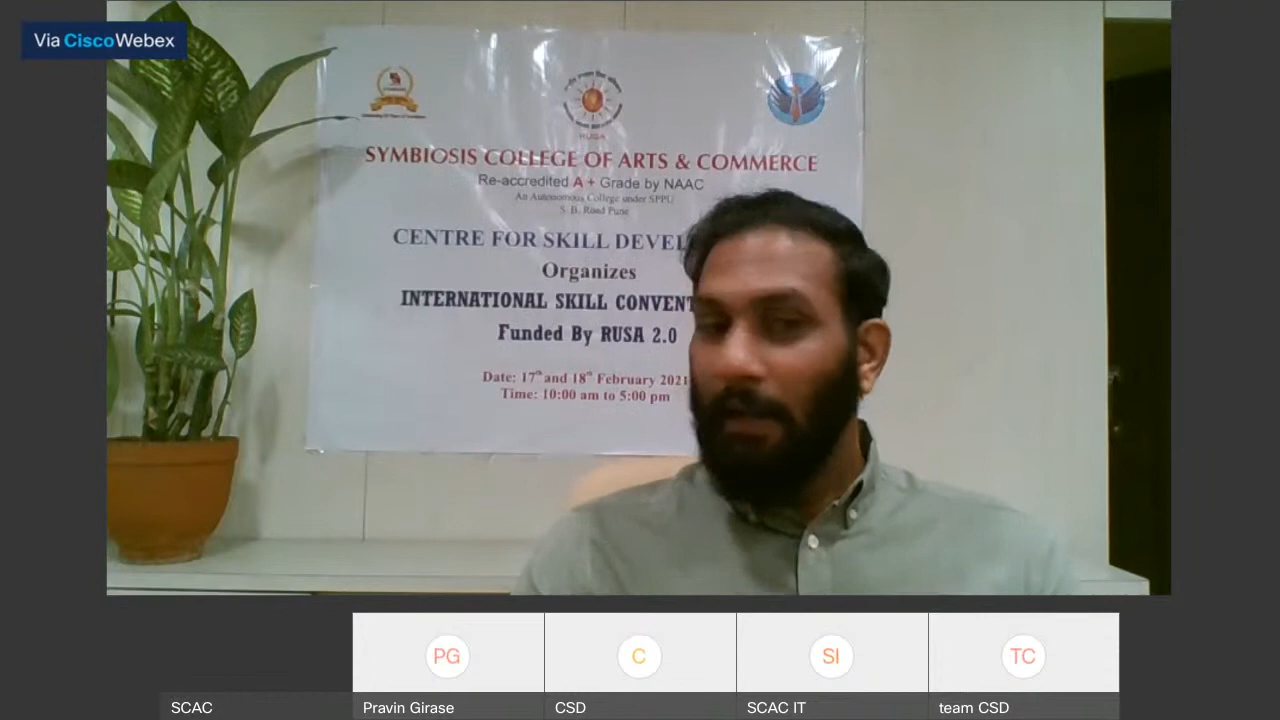 Via CiscoWebex
RUSA
SYMBIOSIS COLLEGE OF ARTS & COMMERCE
Re-accredited A + Grade by NAAC
An Autonomous College under SPPU
S. B. Road Pune
CENTRE FOR SKILL DEVEL
Organizes
INTERNATIONAL SKILL CONVENT
Funded By RUSA 2.0
Date: 17th and 18th February 2021
Time: 10:00 am to 5:00 pm
PG
C
SI
TC
SCAC
Pravin Girase
CSD
SCAC IT
team CSD